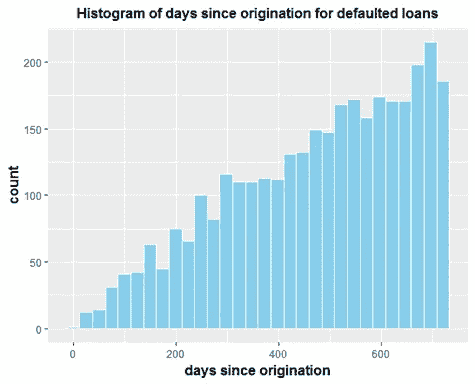 Histogram of days since origination for defaulted loans
count
200
150
100
50
0
0 200 400 600
days since origination